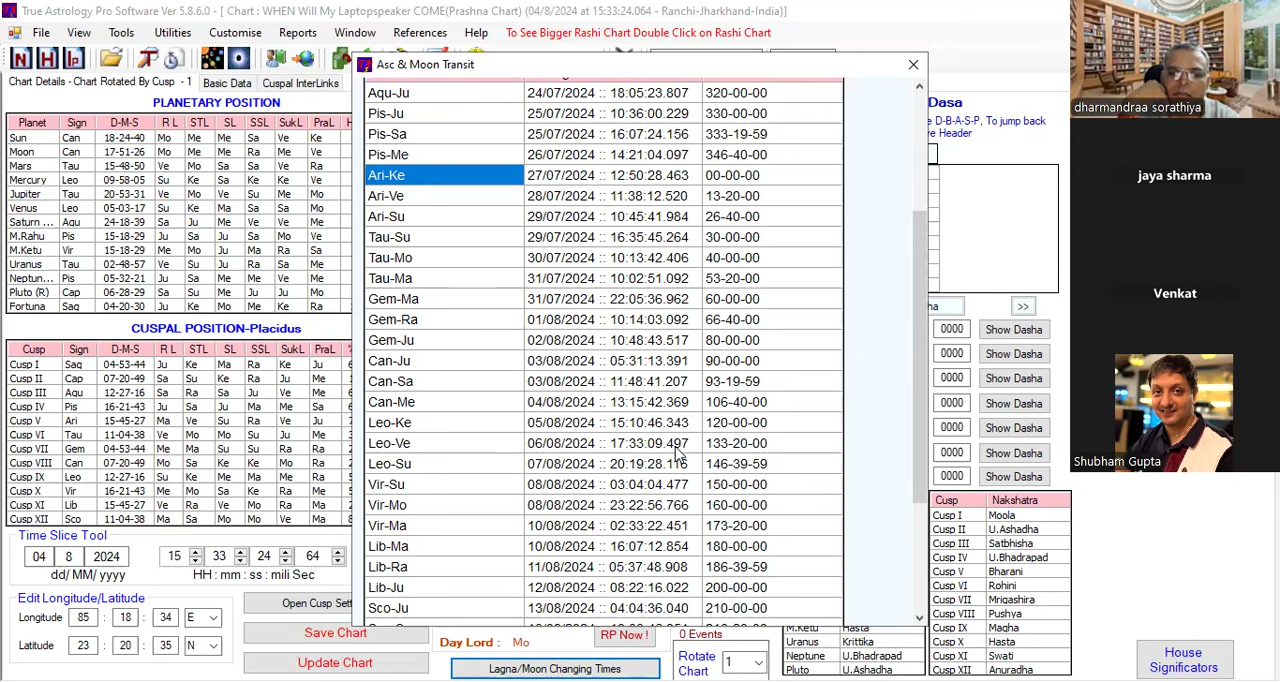 True Astrology Pro Software Ver 5.8.6.0 - [ Chart : WHEN Will My Laptopspeaker COME(Prashna Chart) (04/8/2024 at 15:33:24.064 - Ranchi-Jharkhand-India)]
File View Tools Utilities Customise Reports Window References Help To See Bigger Rashi Chart Double Click on Rashi Chart
N H Ip
Chart Details - Chart Rotated By Cusp - 1 Basic Data Cuspal InterLinks
PLANETARY POSITION
Planet Sign D-M-S R L STL SL SSL SukL PraL
Sun Can 18-24-40 Mo Me Me Sa Ve Ke
Moon Can 17-51-26 Mo Me Me Ra Me Ve
Mars Tau 15-48-50 Ve Mo Sa Ve Sa Ra
Mercury Leo 09-58-05 Su Ke Sa Ke Ve Ke
Jupiter Tau 20-53-31 Ve Mo Ve Su Me Mo
Venus Leo 05-03-17 Su Ke Ma Sa Sa Mo
Saturn ... Aqu 24-18-39 Sa Ju Me Ve Ve Me
M.Rahu Pis 15-18-29 Ju Sa Ju Sa Mo Ve
M.Ketu Vir 15-18-29 Me Mo Ju Ma Ra Sa
Uranus Tau 02-48-57 Ve Su Ju Ra Sa Me
Neptun... Pis 05-32-21 Ju Sa Me Me Ve Ma
Pluto (R) Cap 06-28-29 Sa Su Me Ju Ju Mo
Fortuna Sag 04-20-30 Ju Ke Mo Me Ke Ra
CUSPAL POSITION-Placidus
Cusp Sign D-M-S R L STL SL SSL SukL PraL
Cusp I Sag 04-53-44 Ju Ke Ma Ra Ke Ju
Cusp II Cap 07-20-49 Sa Su Ke Ju Me
Cusp III Aqu 12-27-16 Sa Ra Sa Ju Ve Ma
Cusp IV Pis 16-21-43 Ju Sa Ju Ma Me Sa
Cusp V Ari 15-45-27 Ma Ve Su Ve Ma Ra
Cusp VI Tau 11-04-38 Ve Mo Mo Su Ve Ju
Cusp VII Gem 04-53-44 Me Ma Ve Ma Ra Ra
Cusp VIII Can 07-20-49 Mo Sa Ke Sa Ve Ra
Cusp IX Leo 12-27-16 Su Ke Me Ma Ke Sa
Cusp X Vir 16-21-43 Me Mo Sa Ke Ra Ma
Cusp XI Lib 15-45-27 Ve Ra Ve Ra Ra Ma
Cusp XII Sco 11-04-38 Ma Sa Mo Mo Ve Ma
Time Slice Tool
04 8 2024 15 33 24 64
dd/ MM/ yyyy HH : mm : ss : mili Sec
Edit Longitude/Latitude
Longitude 85 : 18 : 34 E
Latitude 23 : 20 : 35 N
Save Chart
Update Chart
Asc & Moon Transit
Aqu-Ju 24/07/2024 :: 18:05:23.807 320-00-00
Pis-Ju 25/07/2024 :: 10:36:00.229 330-00-00
Pis-Sa 25/07/2024 :: 16:07:24.156 333-19-59
Pis-Me 26/07/2024 :: 14:21:04.097 346-40-00
Ari-Ke 27/07/2024 :: 12:50:28.463 00-00-00
Ari-Ve 28/07/2024 :: 11:38:12.520 13-20-00
Ari-Su 29/07/2024 :: 10:45:41.984 26-40-00
Tau-Su 29/07/2024 :: 16:35:45.264 30-00-00
Tau-Mo 30/07/2024 :: 10:13:42.406 40-00-00
Tau-Ma 31/07/2024 :: 10:02:51.092 53-20-00
Gem-Ma 31/07/2024 :: 22:05:36.962 60-00-00
Gem-Ra 01/08/2024 :: 10:14:03.092 66-40-00
Gem-Ju 02/08/2024 :: 10:48:43.517 80-00-00
Can-Ju 03/08/2024 :: 05:31:13.391 90-00-00
Can-Sa 03/08/2024 :: 11:48:41.207 93-19-59
Can-Me 04/08/2024 :: 13:15:42.369 106-40-00
Leo-Ke 05/08/2024 :: 15:10:46.343 120-00-00
Leo-Ve 06/08/2024 :: 17:33:09.497 133-20-00
Leo-Su 07/08/2024 :: 20:19:28.116 146-39-59
Vir-Su 08/08/2024 :: 03:04:04.477 150-00-00
Vir-Mo 08/08/2024 :: 23:22:56.766 160-00-00
Vir-Ma 10/08/2024 :: 02:33:22.451 173-20-00
Lib-Ma 10/08/2024 :: 16:07:12.854 180-00-00
Lib-Ra 11/08/2024 :: 05:37:48.908 186-39-59
Lib-Ju 12/08/2024 :: 08:22:16.022 200-00-00
Sco-Ju 13/08/2024 :: 04:04:36.040 210-00-00
Day Lord : Mo RP Now ! 0 Events
Lagna/Moon Changing Times
Rotate Chart 1
M.Ketu Hasta
Uranus Krittika
Neptune U.Bhadrapad
Pluto U.Ashadha
Dasa
D-B-A-S-P, To jump back
ve Header
ha >>
0000 Show Dasha
0000 Show Dasha
0000 Show Dasha
0000 Show Dasha
0000 Show Dasha
0000 Show Dasha
0000 Show Dasha
Cusp Nakshatra
Cusp I Moola
Cusp II U.Ashadha
Cusp III Satbhisha
Cusp IV U.Bhadrapad
Cusp V Bharani
Cusp VI Rohini
Cusp VII Mrigashira
Cusp VIII Pushya
Cusp IX Magha
Cusp X Hasta
Cusp XI Swati
Cusp XII Anuradha
House
Significators
dharmandraa sorathiya
jaya sharma
Venkat
Shubham Gupta